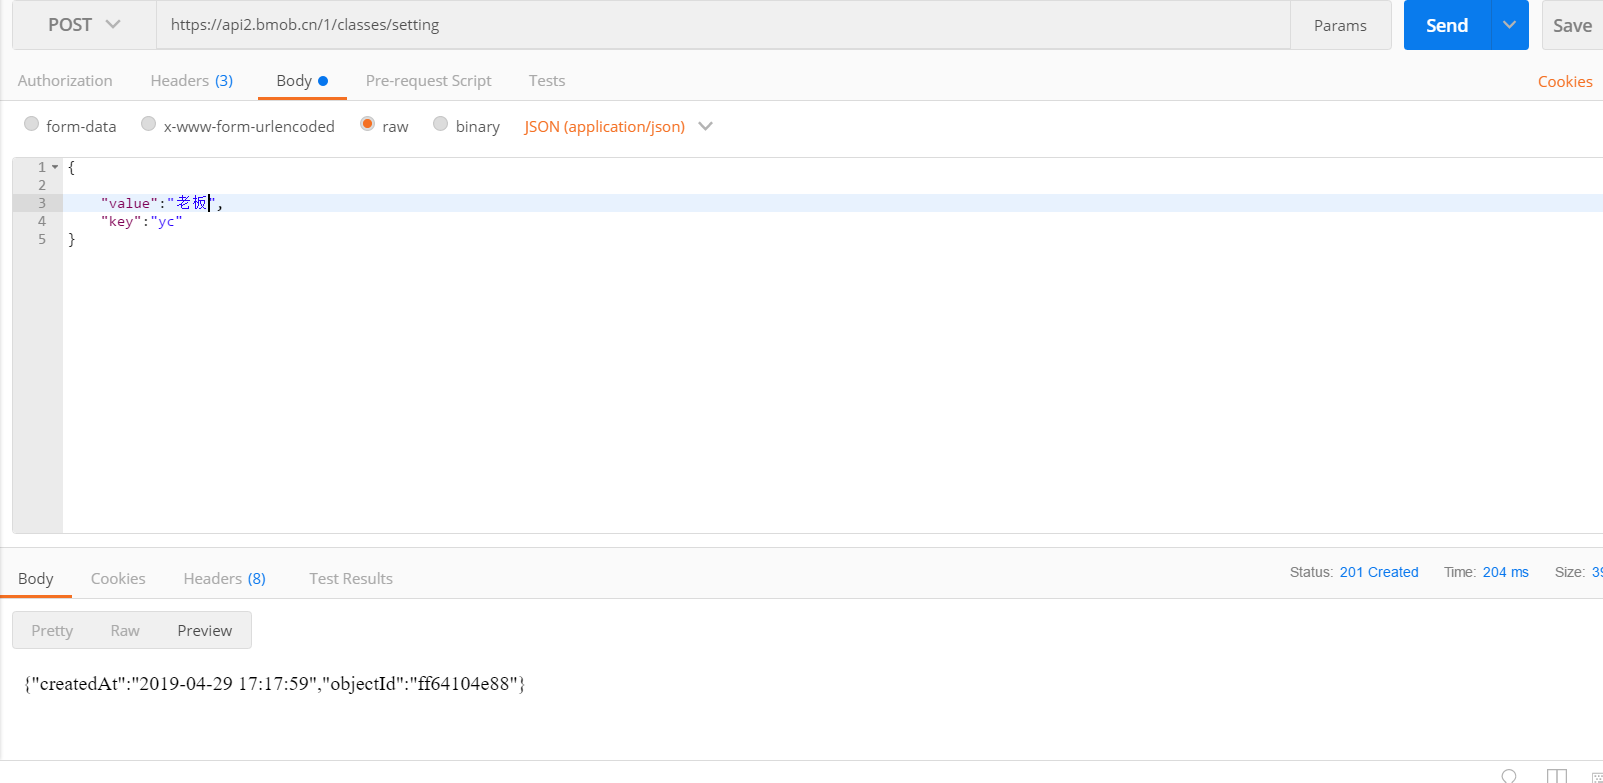 POST https://api2.bmob.cn/1/classes/setting Params Send Save
Authorization Headers (3) Body Pre-request Script Tests Cookies
form-data x-www-form-urlencoded raw binary JSON (application/json)
1 {
2
3 "value":"老板",
4 "key":"yc"
5 }
Body Cookies Headers (8) Test Results Status: 201 Created Time: 204 ms Size:
Pretty Raw Preview
{"createdAt":"2019-04-29 17:17:59","objectId":"ff64104e88"}